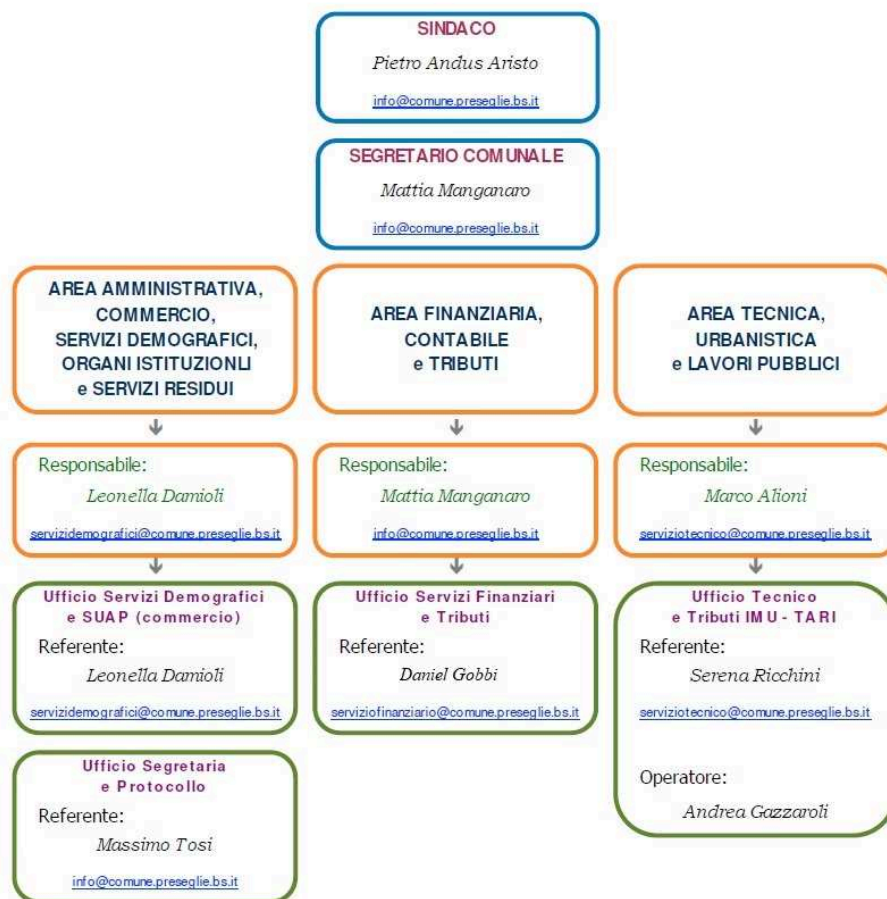 SINDACO
Pietro Andus Aristo
info@comune.preseglie.bs.it
SEGRETARIO COMUNALE
Mattia Manganaro
info@comune.preseglie.bs.it
AREA AMMINISTRATIVA,
COMMERCIO,
SERVIZI DEMOGRAFICI,
ORGANI ISTITUZIONLI
e SERVIZI RESIDUI
AREA FINANZIARIA,
CONTABILE
e TRIBUTI
AREA TECNICA,
URBANISTICA
e LAVORI PUBBLICI
Responsabile:
Leonella Damioli
servizidemografici@comune.preseglie.bs.it
Responsabile:
Mattia Manganaro
info@comune.preseglie.bs.it
Responsabile:
Marco Alioni
serviziotecnico@comune.preseglie.bs.it
Ufficio Servizi Demografici
e SUAP (commercio)
Referente:
Leonella Damioli
servizidemografici@comune.preseglie.bs.it
Ufficio Servizi Finanziari
e Tributi
Referente:
Daniel Gobbi
serviziofinanziario@comune.preseglie.bs.it
Ufficio Tecnico
e Tributi IMU - TARI
Referente:
Serena Ricchini
serviziotecnico@comune.preseglie.bs.it
Operatore:
Andrea Gazzaroli
Ufficio Segretaria
e Protocollo
Referente:
Massimo Tosi
info@comune.preseglie.bs.it